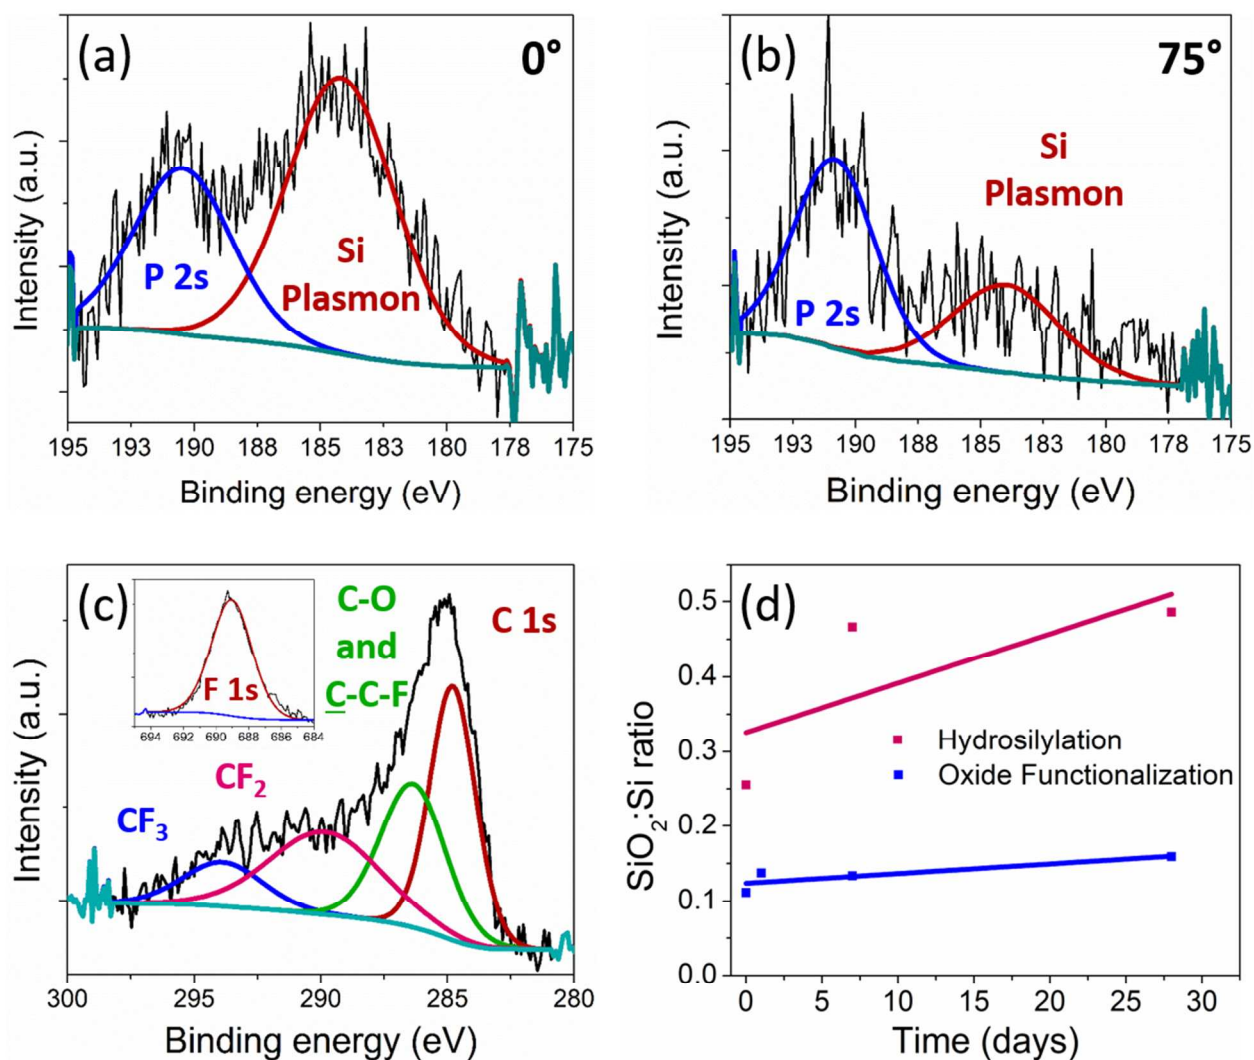 (a)
0°
P 2s
Si
Plasmon
Intensity (a.u.)
195 193 190 188 185 183 180 178 175
Binding energy (eV)
(b)
75°
Si
Plasmon
P 2s
Intensity (a.u.)
195 193 190 188 185 183 180 178 175
Binding energy (eV)
(c)
F 1s
694 692 690 688 686 684
C-O
and
C-C-F
C 1s
CF₂
CF₃
Intensity (a.u.)
300 295 290 285 280
Binding energy (eV)
(d)
0.5
0.4
0.3
0.2
0.1
0.0
SiO₂:Si ratio
Hydrosilylation
Oxide Functionalization
0 5 10 15 20 25 30
Time (days)